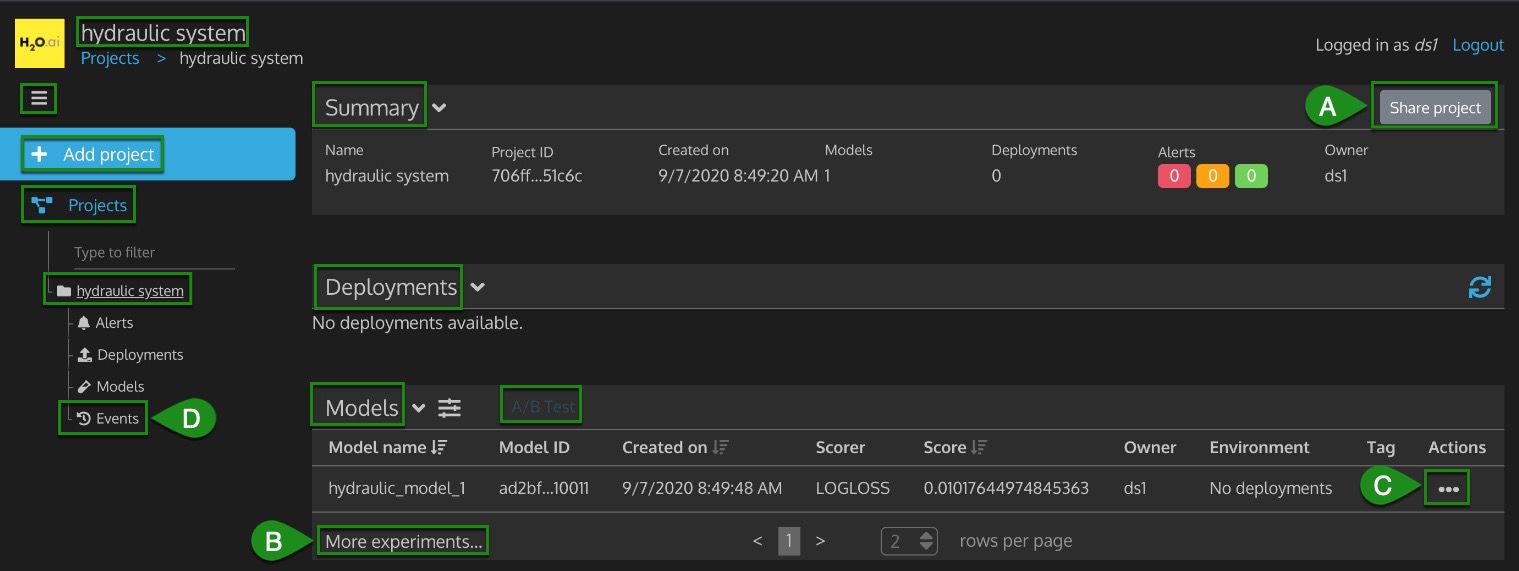 H2O.ai
hydraulic system
Projects > hydraulic system
Logged in as ds1 Logout
Add project
Projects
Type to filter
hydraulic system
Alerts
Deployments
Models
Events
D
Summary
A
Share project
Name Project ID Created on Models Deployments Alerts Owner
hydraulic system 706ff...51c6c 9/7/2020 8:49:20 AM 1 0 0 0 0 ds1
Deployments
No deployments available.
Models
A/B Test
Model name Model ID Created on Scorer Score Owner Environment Tag Actions
hydraulic_model_1 ad2bf...10011 9/7/2020 8:49:48 AM LOGLOSS 0.01017644974845363 ds1 No deployments C •••
B More experiments... < 1 > 2 rows per page